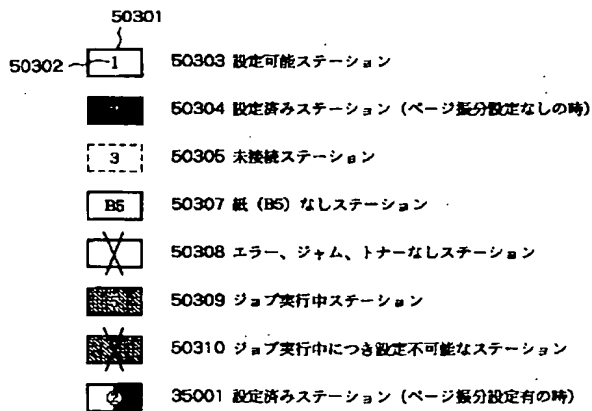 50301
50302 1 50303 設定可能ステーション
50304 設定済みステーション(ページ振分設定なしの時)
3 50305 未接続ステーション
B5 50307 紙(B5)なしステーション
50308 エラー、ジャム、トナーなしステーション
50309 ジョブ実行中ステーション
50310 ジョブ実行中につき設定不可能なステーション
2 35001 設定済みステーション(ページ振分設定有の時)